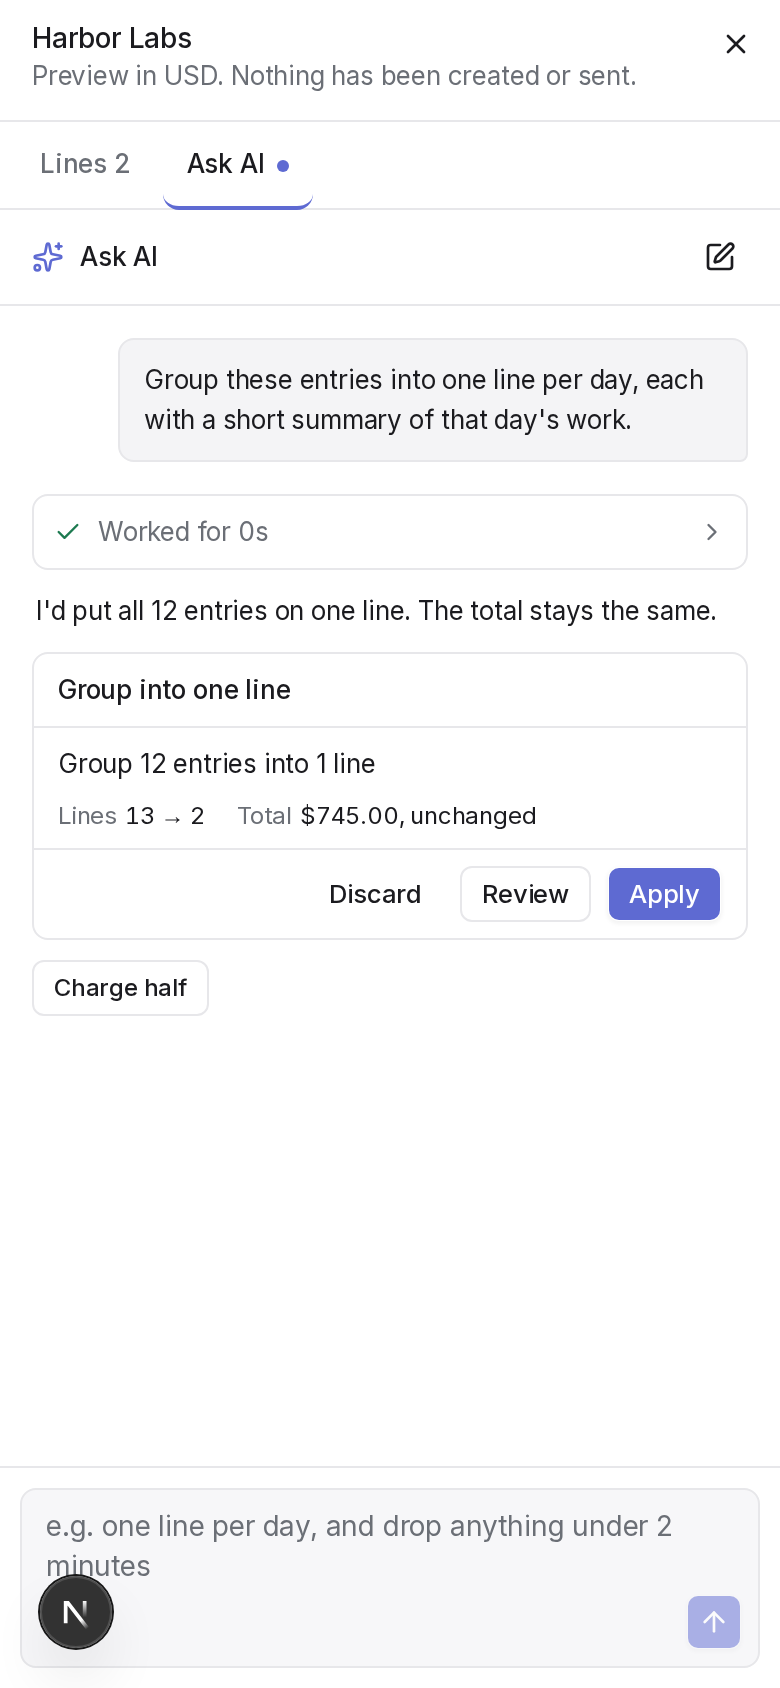 Harbor Labs
Preview in USD. Nothing has been created or sent.
Lines 2
Ask AI
Ask AI
Group these entries into one line per day, each
with a short summary of that day's work.
Worked for 0s
I'd put all 12 entries on one line. The total stays the same.
Group into one line
Group 12 entries into 1 line
Lines 13 → 2 Total $745.00, unchanged
Discard
Review
Apply
Charge half
e.g. one line per day, and drop anything under 2
minutes
N